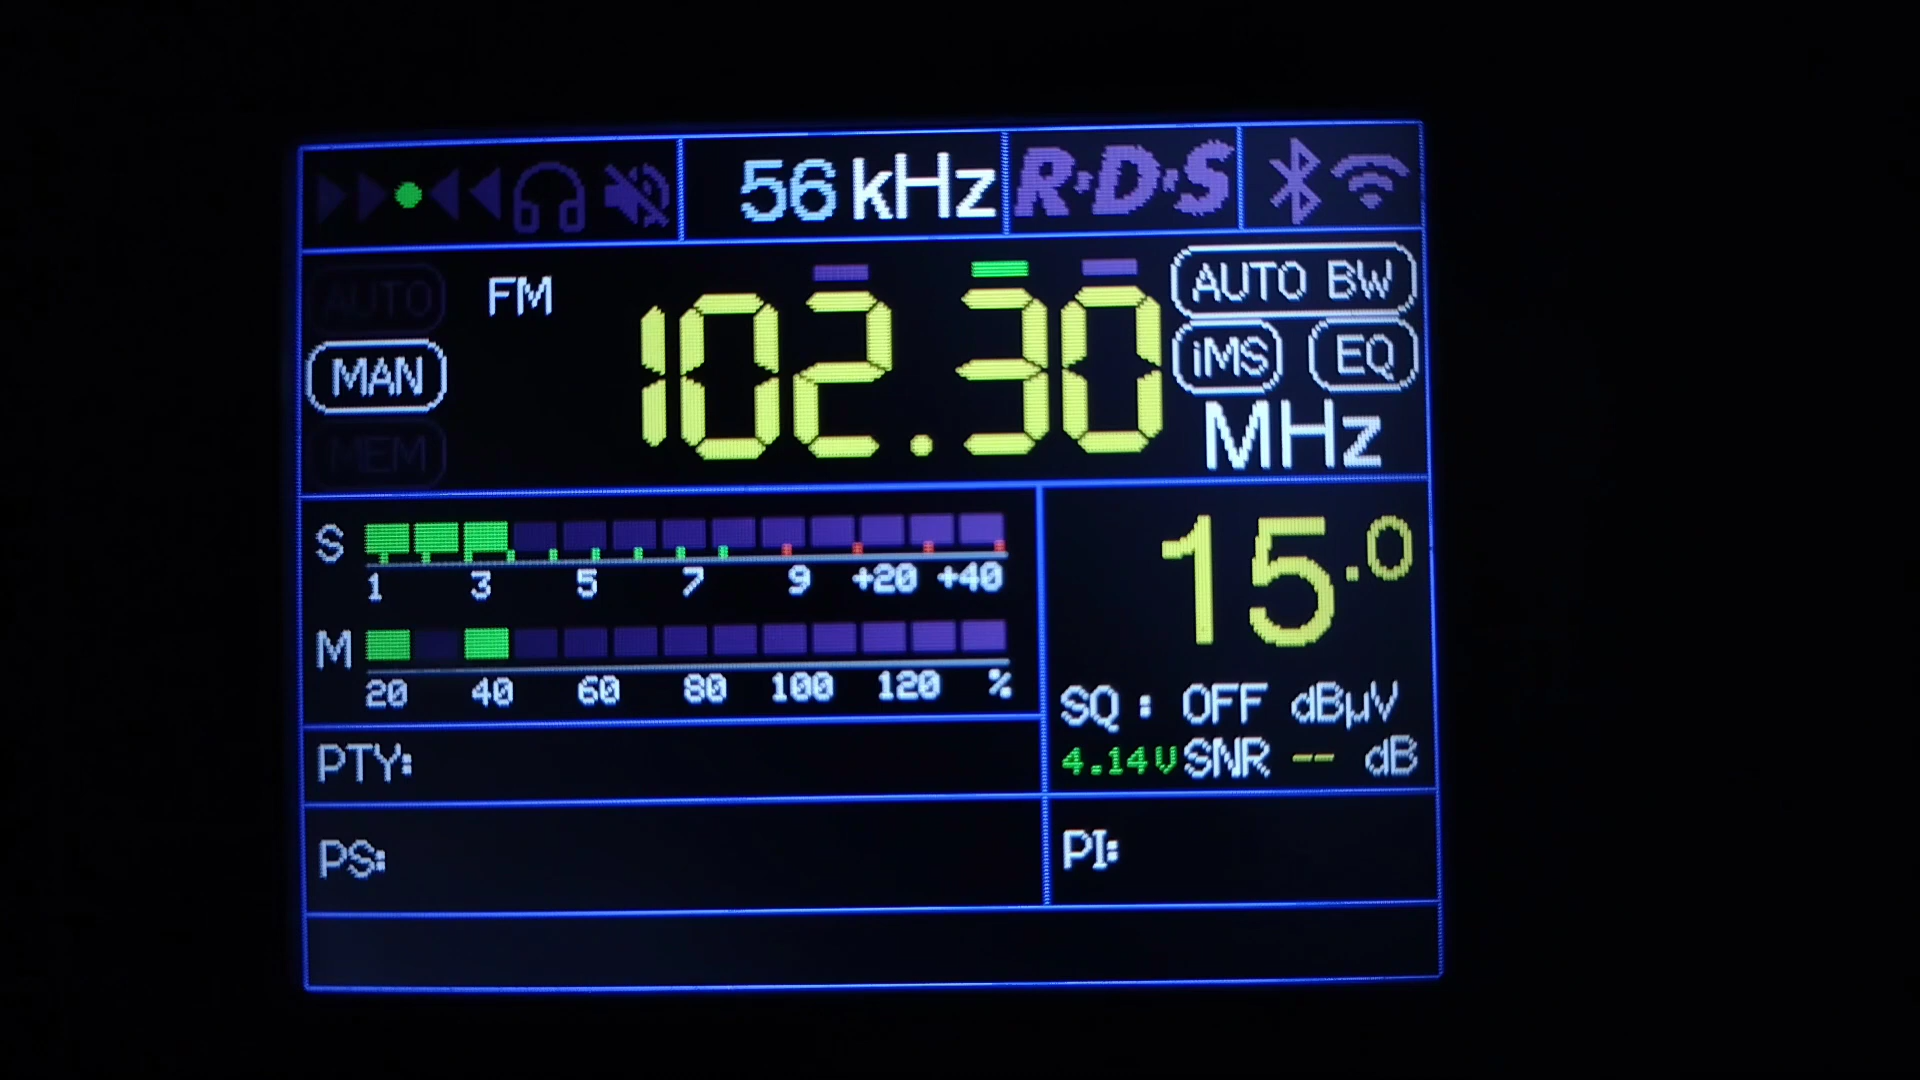 56 kHz R·D·S
AUTO FM 102.30 AUTO BW
MAN iMS EQ
MEM MHz
S
1 3 5 7 9 +20 +40
15.0
M
20 40 60 80 100 120 %
SQ : OFF dBµV
PTY: 4.14V SNR -- dB
PS: PI: